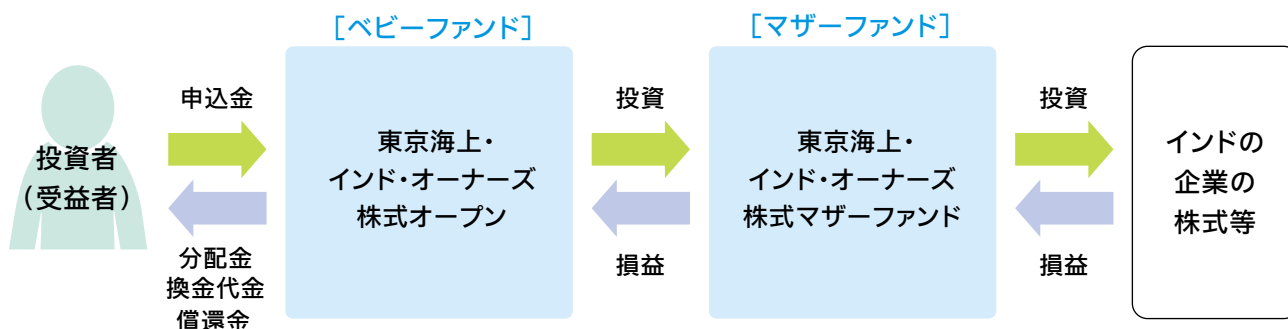 [ベビーファンド]
[マザーファンド]
投資者
(受益者)
申込金
分配金
換金代金
償還金
東京海上・
インド・オーナーズ
株式オープン
投資
損益
東京海上・
インド・オーナーズ
株式マザーファンド
投資
損益
インドの
企業の
株式等